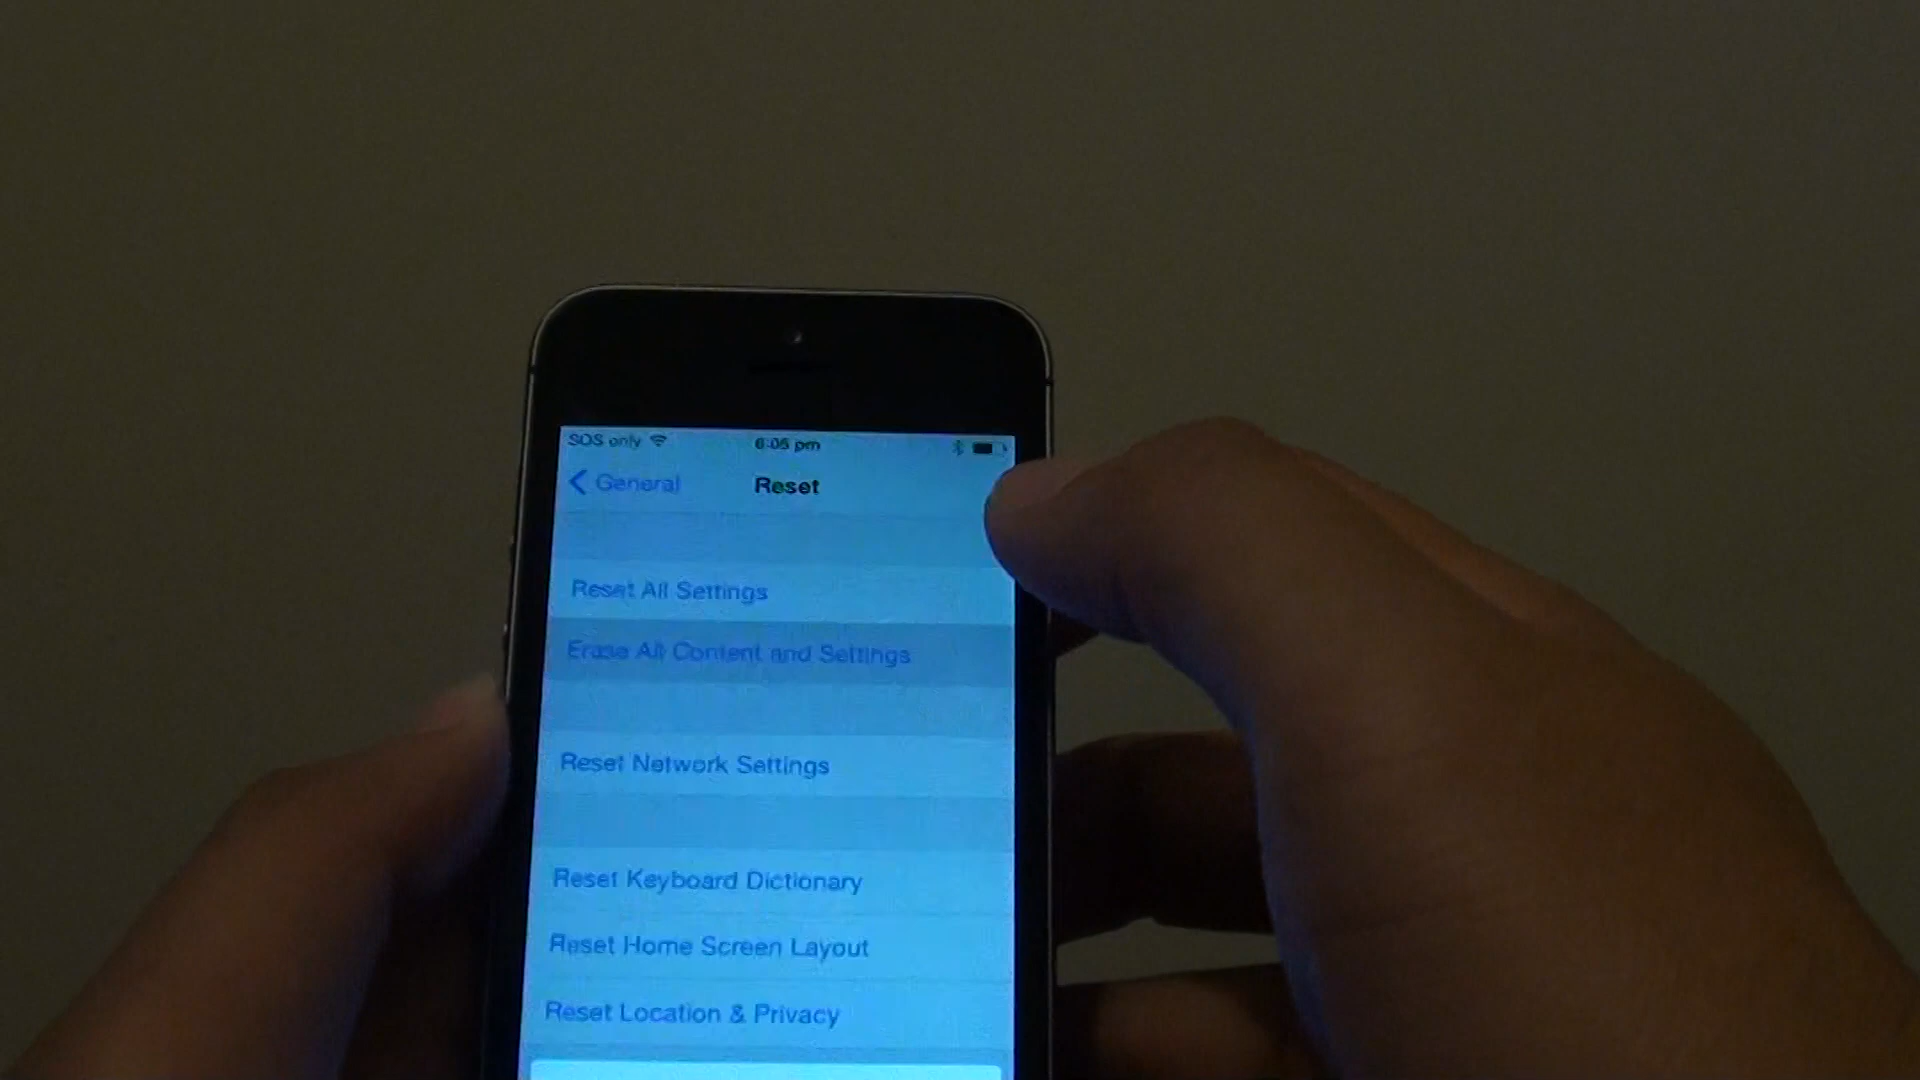 SOS only 6:05 pm
General Reset
Reset All Settings
Erase All Content and Settings
Reset Network Settings
Reset Keyboard Dictionary
Reset Home Screen Layout
Reset Location & Privacy